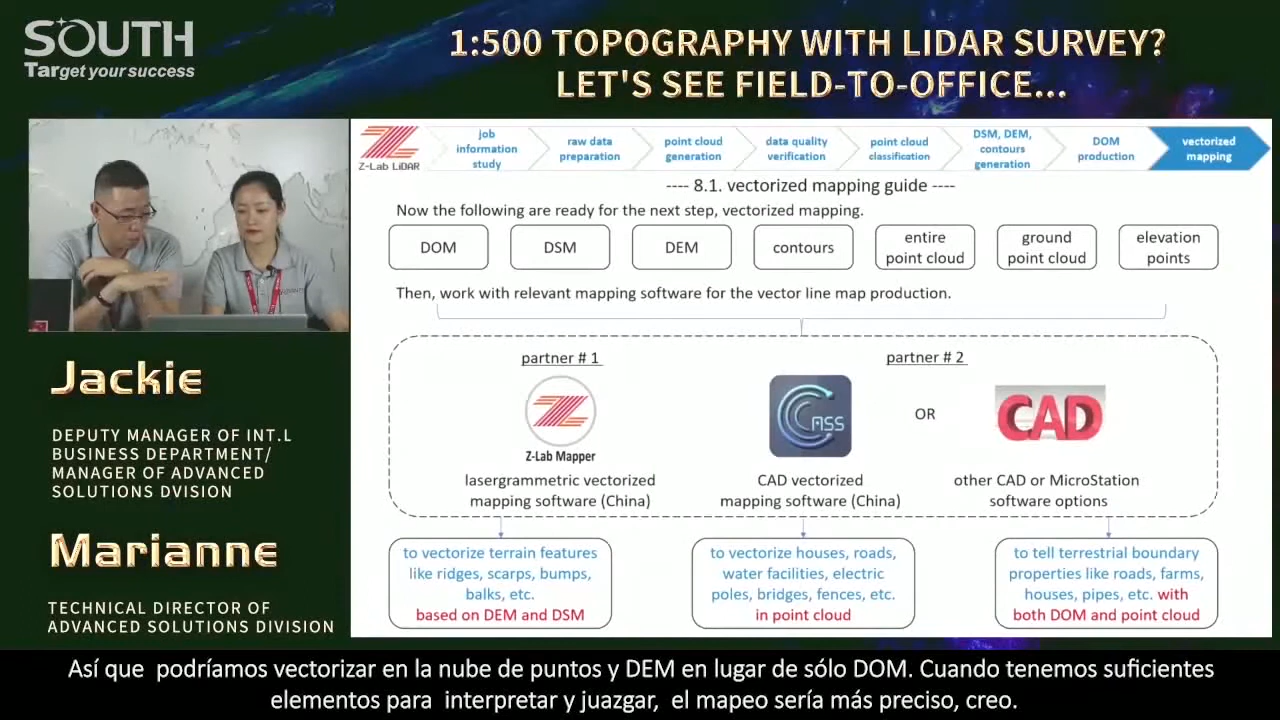 SOUTH
Target your success
1:500 TOPOGRAPHY WITH LIDAR SURVEY?
LET'S SEE FIELD-TO-OFFICE...
Z-Lab LiDAR
job
information
study
raw data
preparation
point cloud
generation
data quality
verification
point cloud
classification
DSM, DEM,
contours
generation
DOM
production
vectorized
mapping
---- 8.1. vectorized mapping guide ----
Now the following are ready for the next step, vectorized mapping.
DOM
DSM
DEM
contours
entire
point cloud
ground
point cloud
elevation
points
Then, work with relevant mapping software for the vector line map production.
partner # 1
partner # 2
Z-Lab Mapper
CASS
OR
CAD
lasergrammetric vectorized
mapping software (China)
CAD vectorized
mapping software (China)
other CAD or MicroStation
software options
to vectorize terrain features
like ridges, scarps, bumps,
balks, etc.
based on DEM and DSM
to vectorize houses, roads,
water facilities, electric
poles, bridges, fences, etc.
in point cloud
to tell terrestrial boundary
properties like roads, farms,
houses, pipes, etc. with
both DOM and point cloud
Jackie
DEPUTY MANAGER OF INT.L
BUSINESS DEPARTMENT/
MANAGER OF ADVANCED
SOLUTIONS DVISION
Marianne
TECHNICAL DIRECTOR OF
ADVANCED SOLUTIONS DIVISION
Así que podríamos vectorizar en la nube de puntos y DEM en lugar de sólo DOM. Cuando tenemos suficientes
elementos para interpretar y juazgar, el mapeo sería más preciso, creo.